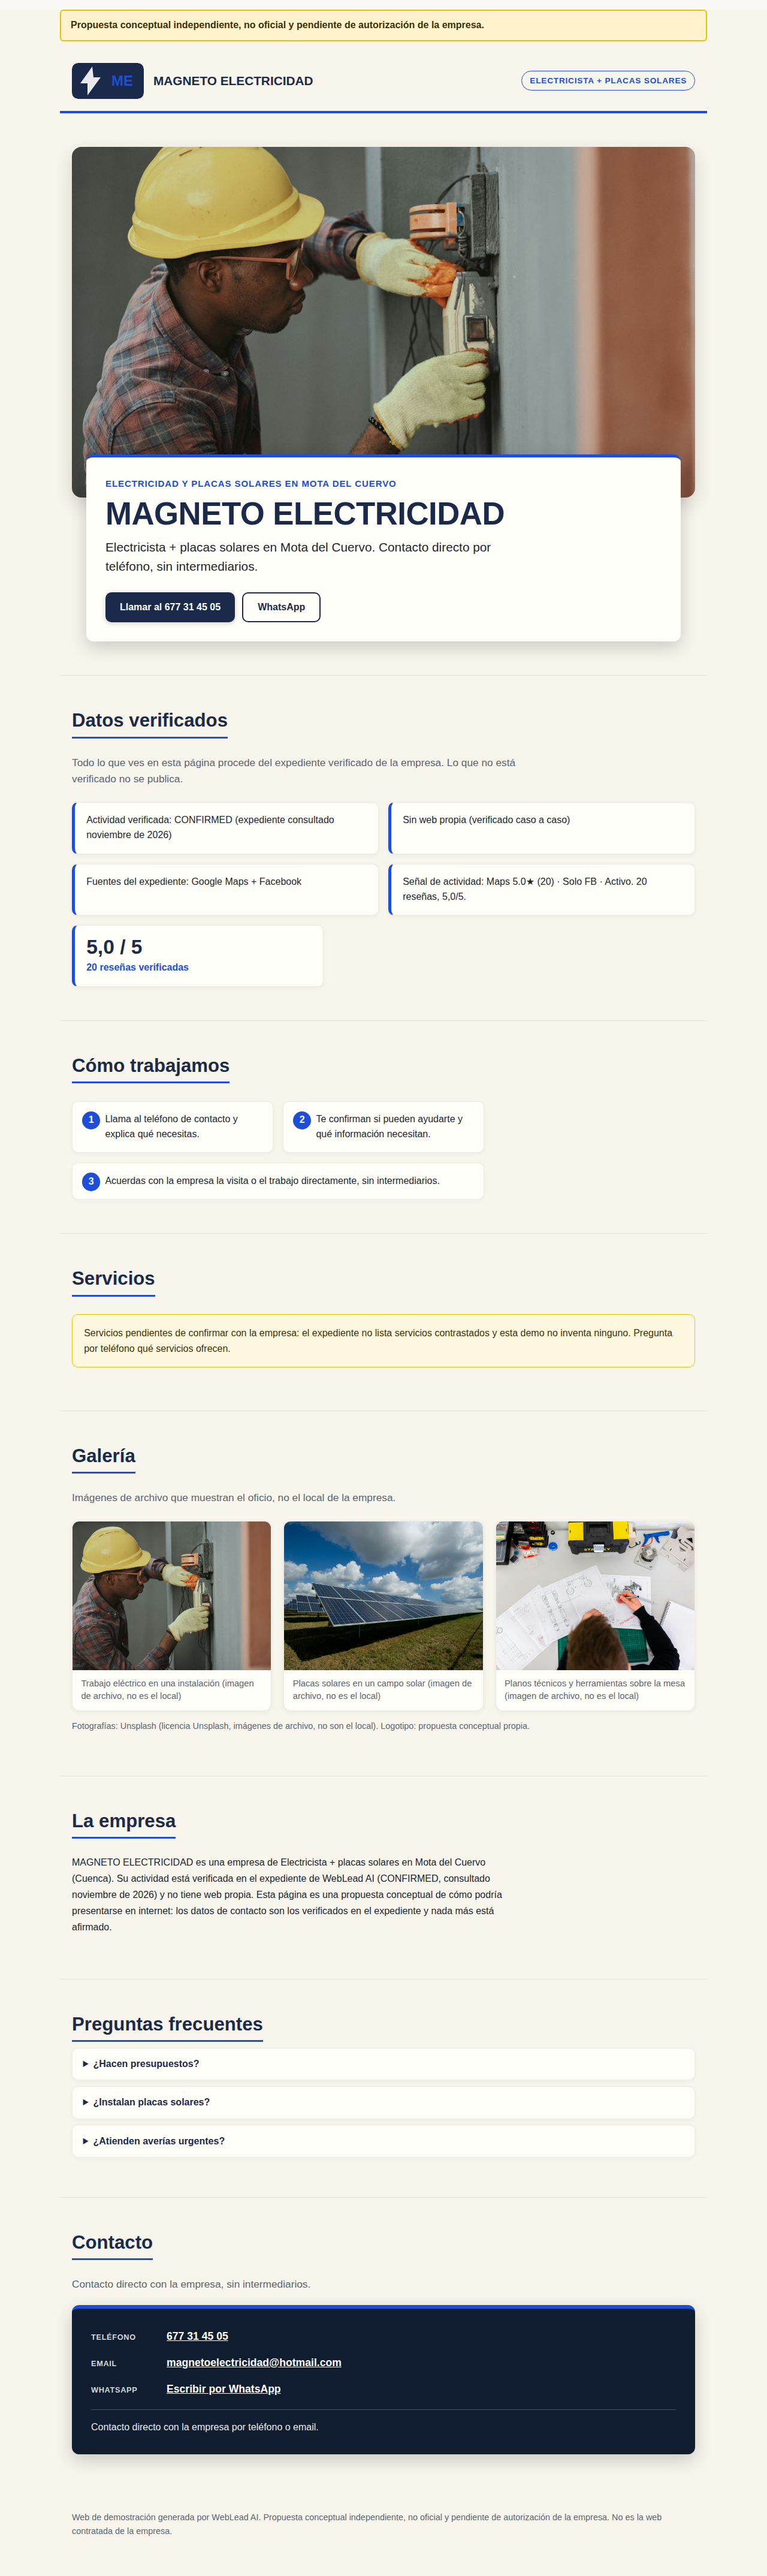 Propuesta conceptual independiente, no oficial y pendiente de autorización de la empresa.
ME
MAGNETO ELECTRICIDAD
ELECTRICISTA + PLACAS SOLARES
ELECTRICIDAD Y PLACAS SOLARES EN MOTA DEL CUERVO
MAGNETO ELECTRICIDAD
Electricista + placas solares en Mota del Cuervo. Contacto directo por
teléfono, sin intermediarios.
Llamar al 677 31 45 05
WhatsApp
Datos verificados
Todo lo que ves en esta página procede del expediente verificado de la empresa. Lo que no está
verificado no se publica.
Actividad verificada: CONFIRMED (expediente consultado
noviembre de 2026)
Sin web propia (verificado caso a caso)
Fuentes del expediente: Google Maps + Facebook
Señal de actividad: Maps 5.0★ (20) · Solo FB · Activo. 20
reseñas, 5,0/5.
5,0 / 5
20 reseñas verificadas
Cómo trabajamos
1 Llama al teléfono de contacto y
explica qué necesitas.
2 Te confirman si pueden ayudarte y
qué información necesitan.
3 Acuerdas con la empresa la visita o el trabajo directamente, sin intermediarios.
Servicios
Servicios pendientes de confirmar con la empresa: el expediente no lista servicios contrastados y esta demo no inventa ninguno. Pregunta
por teléfono qué servicios ofrecen.
Galería
Imágenes de archivo que muestran el oficio, no el local de la empresa.
Trabajo eléctrico en una instalación (imagen
de archivo, no es el local)
Placas solares en un campo solar (imagen de
archivo, no es el local)
Planos técnicos y herramientas sobre la mesa
(imagen de archivo, no es el local)
Fotografías: Unsplash (licencia Unsplash, imágenes de archivo, no son el local). Logotipo: propuesta conceptual propia.
La empresa
MAGNETO ELECTRICIDAD es una empresa de Electricista + placas solares en Mota del Cuervo
(Cuenca). Su actividad está verificada en el expediente de WebLead AI (CONFIRMED, consultado
noviembre de 2026) y no tiene web propia. Esta página es una propuesta conceptual de cómo podría
presentarse en internet: los datos de contacto son los verificados en el expediente y nada más está
afirmado.
Preguntas frecuentes
¿Hacen presupuestos?
¿Instalan placas solares?
¿Atienden averías urgentes?
Contacto
Contacto directo con la empresa, sin intermediarios.
TELÉFONO 677 31 45 05
EMAIL magnetoelectricidad@hotmail.com
WHATSAPP Escribir por WhatsApp
Contacto directo con la empresa por teléfono o email.
Web de demostración generada por WebLead AI. Propuesta conceptual independiente, no oficial y pendiente de autorización de la empresa. No es la web
contratada de la empresa.